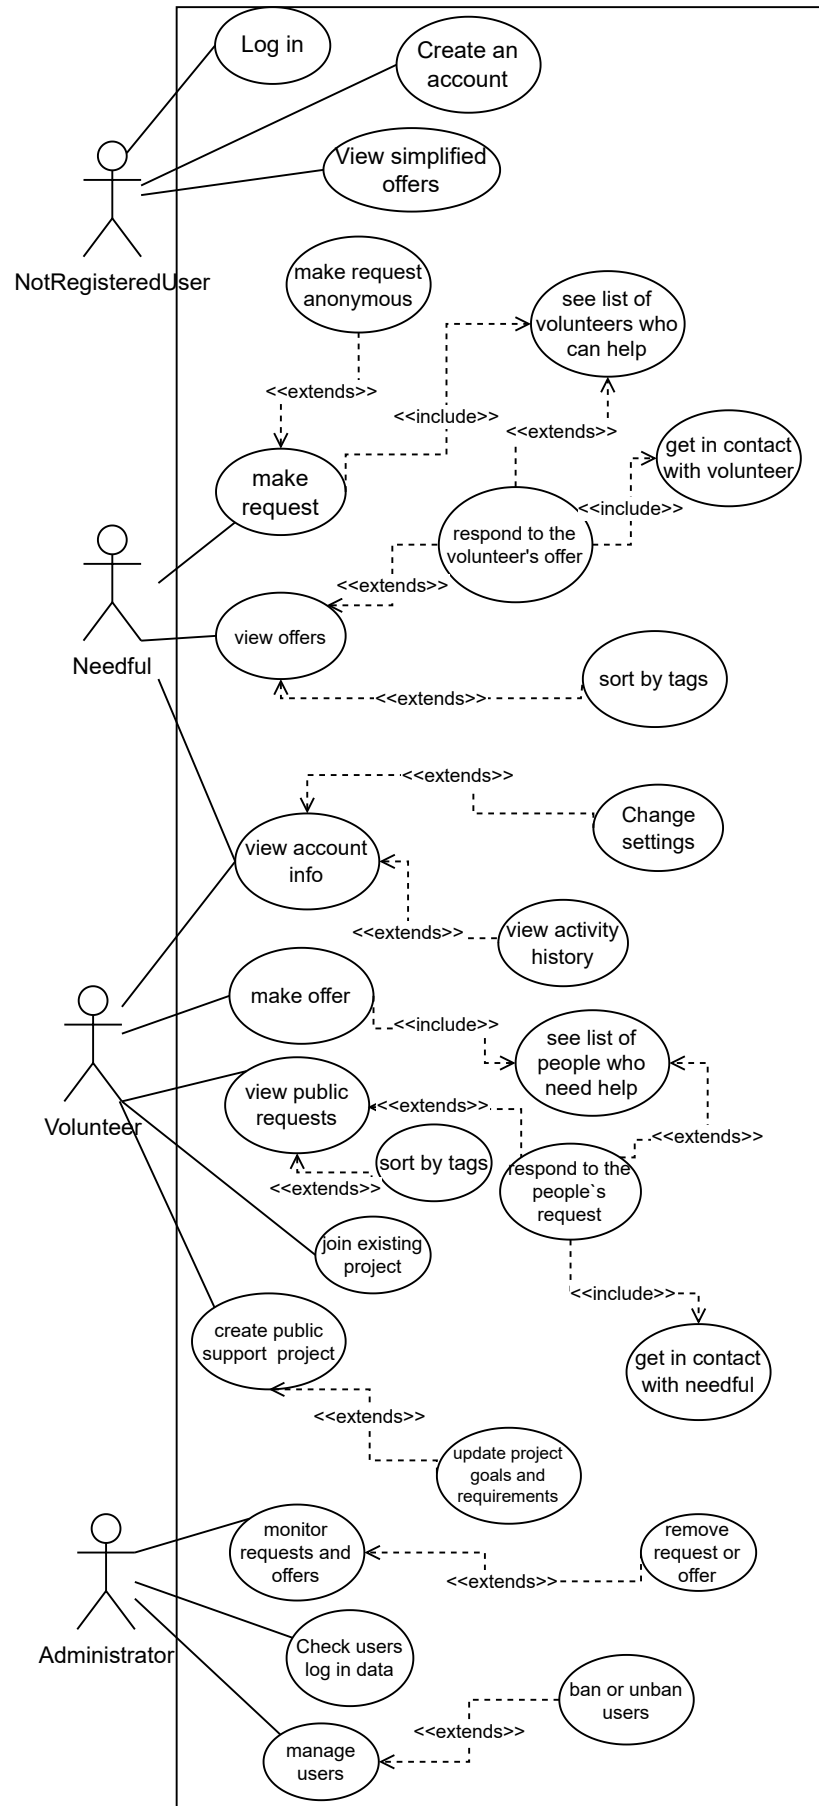 Log in
Create an
account
View simplified
offers
NotRegisteredUser
make request
anonymous
see list of
volunteers who
can help
<<extends>>
<<include>>
<<extends>>
get in contact
with volunteer
make
request
<<include>>
respond to the
volunteer's offer
<<extends>>
view offers
Needful
sort by tags
<<extends>>
<<extends>>
Change
settings
view account
info
<<extends>>
view activity
history
make offer
<<include>>
see list of
people who
need help
view public
requests
<<extends>>
Volunteer
<<extends>>
sort by tags
<<extends>>
respond to the
people`s
request
join existing
project
<<include>>
create public
support  project
get in contact
with needful
<<extends>>
update project
goals and
requirements
monitor
requests and
offers
remove
request or
offer
<<extends>>
Administrator
Check users
log in data
ban or unban
users
<<extends>>
manage
users